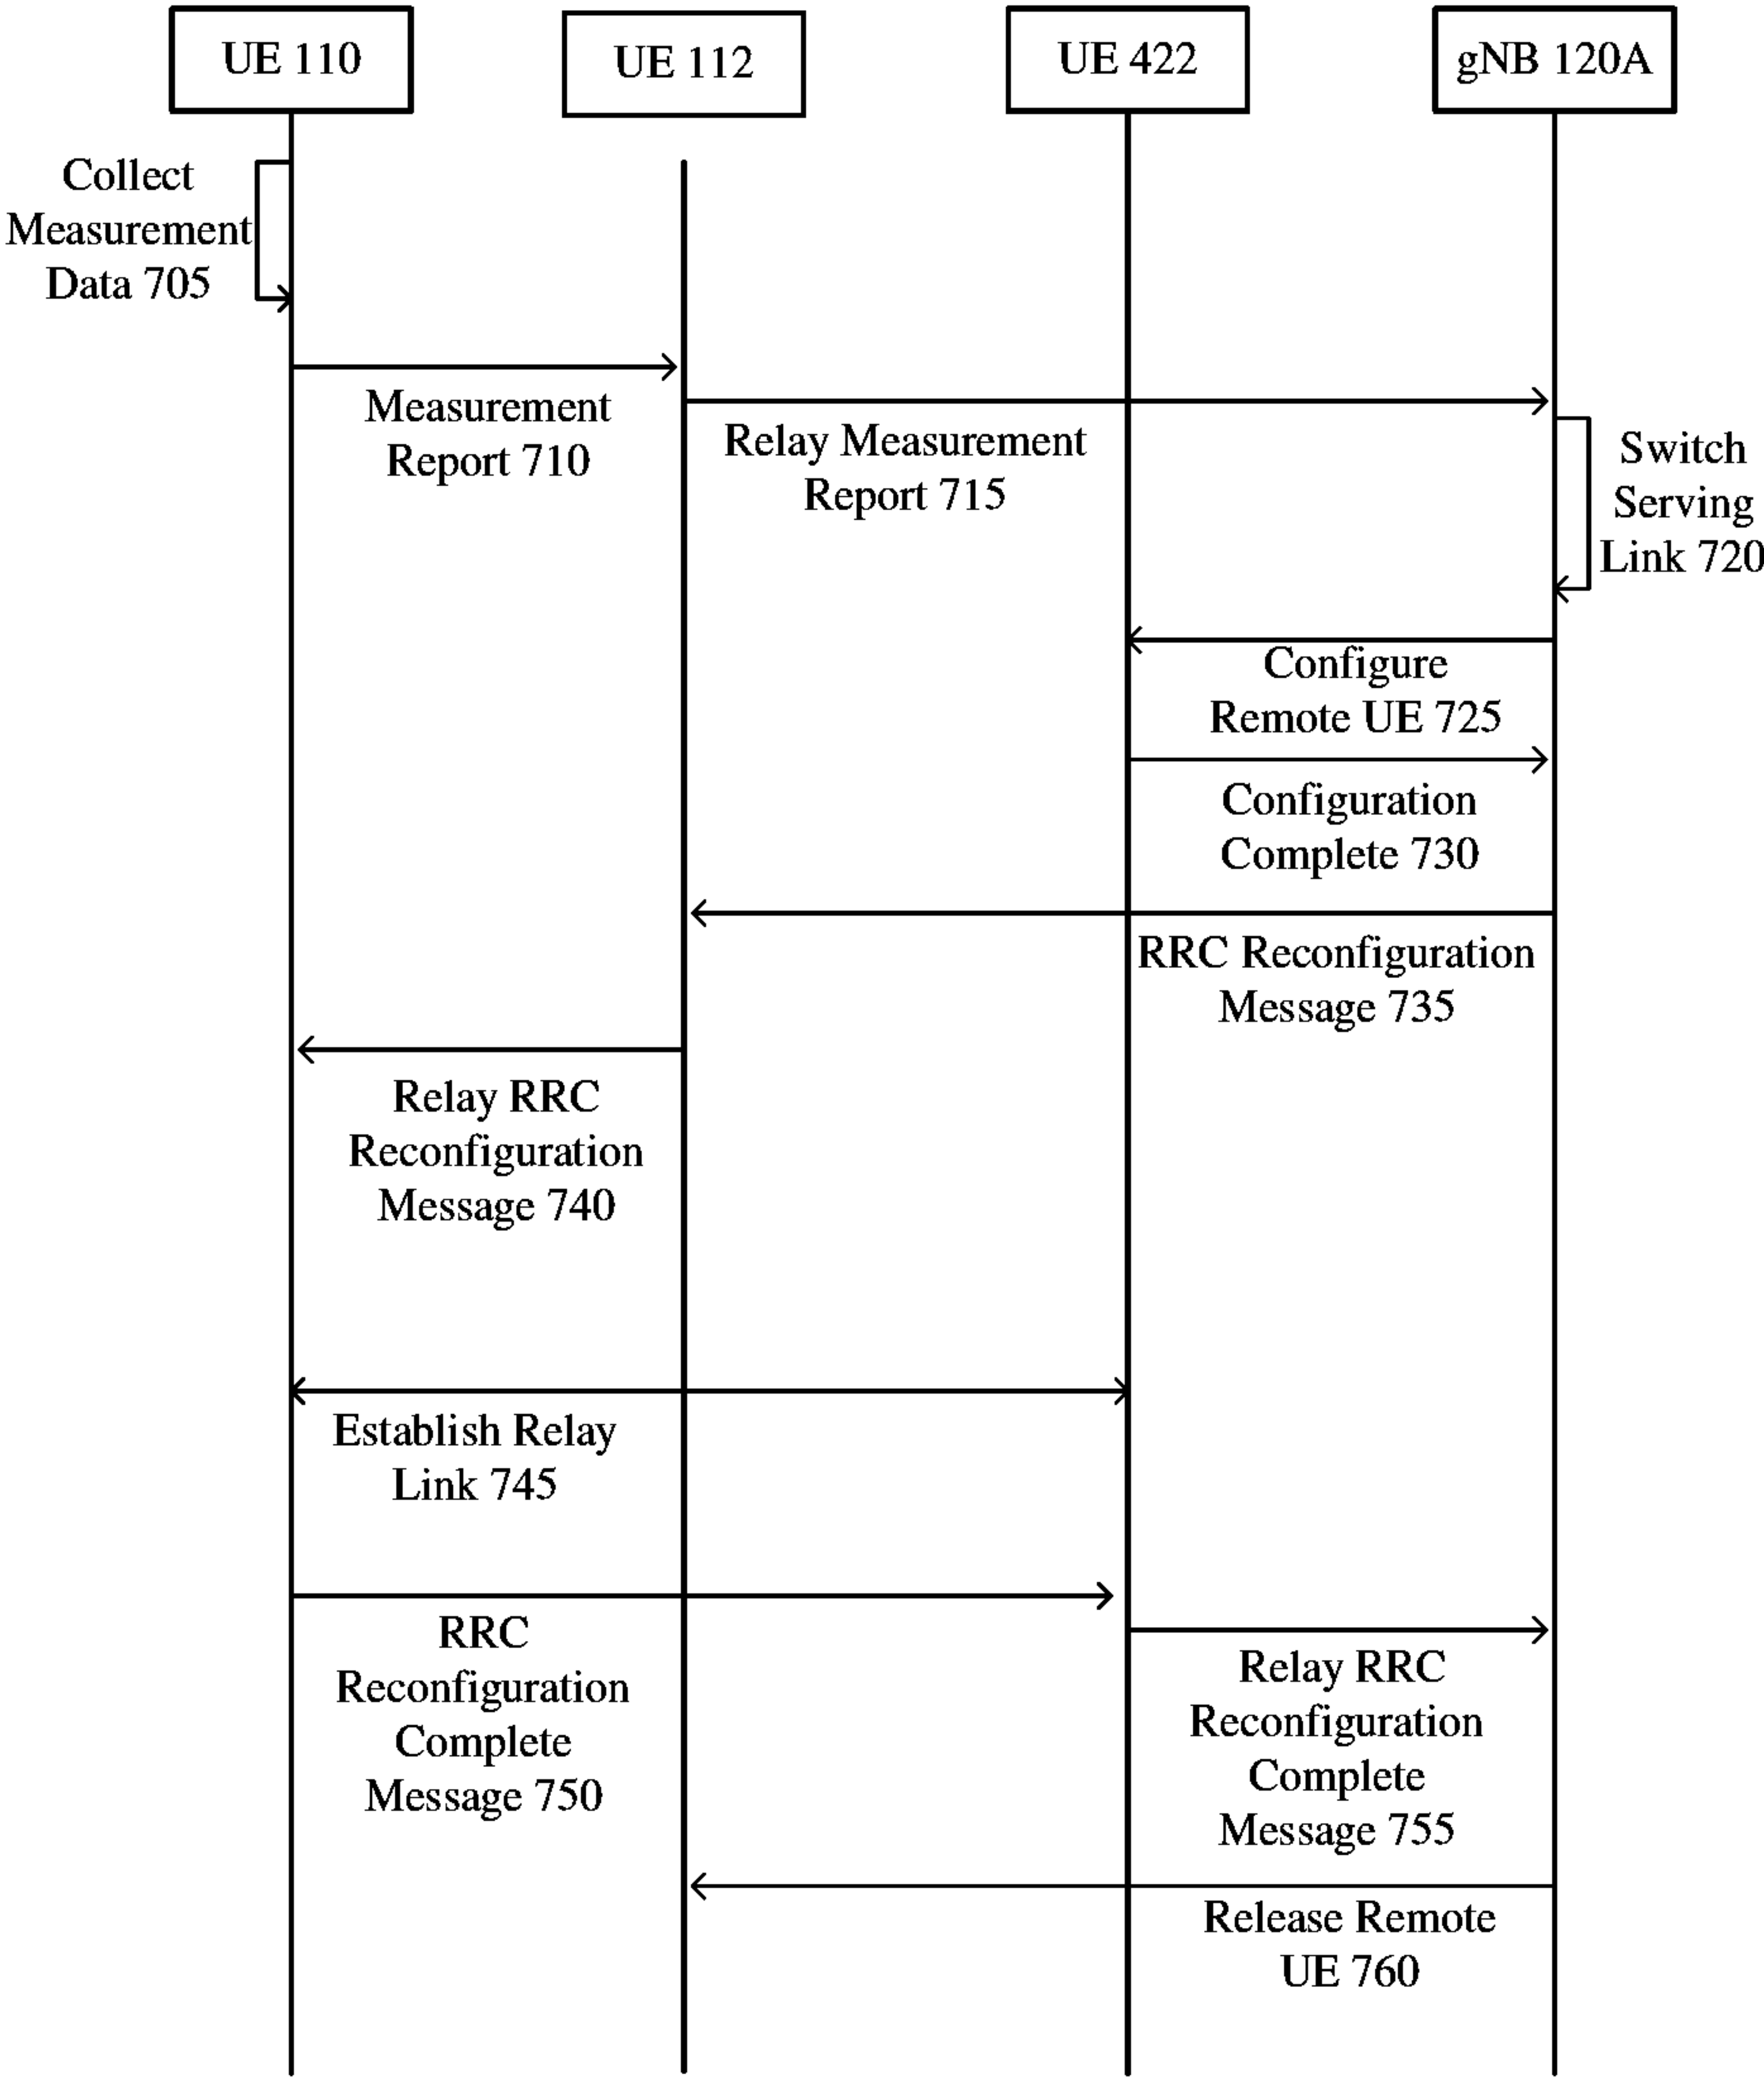 UE 110
UE 112
UE 422
gNB 120A
Collect
Measurement
Data 705
Measurement
Report 710
Relay Measurement
Report 715
Switch
Serving
Link 720
Configure
Remote UE 725
Configuration
Complete 730
RRC Reconfiguration
Message 735
Relay RRC
Reconfiguration
Message 740
Establish Relay
Link 745
RRC
Reconfiguration
Complete
Message 750
Relay RRC
Reconfiguration
Complete
Message 755
Release Remote
UE 760